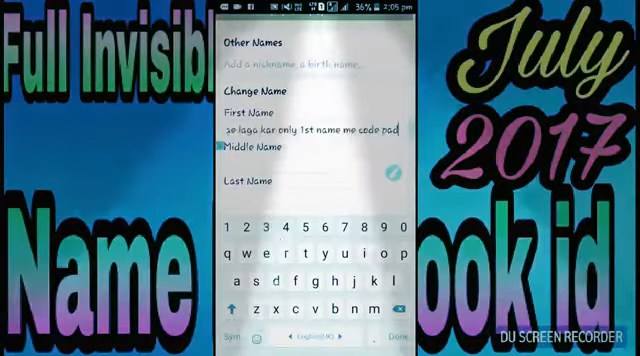 Full Invisibl
July
2017
Name
ook id
36% 2:05 pm
Other Names
Add a nickname, a birth name...
Change Name
First Name
se laga kar only 1st name me code pad
Middle Name
Last Name
1 2 3 4 5 6 7 8 9 0
q w e r t y u i o p
a s d f g h j k l
z x c v b n m
Sym English(UK) . Done
DU SCREEN RECORDER